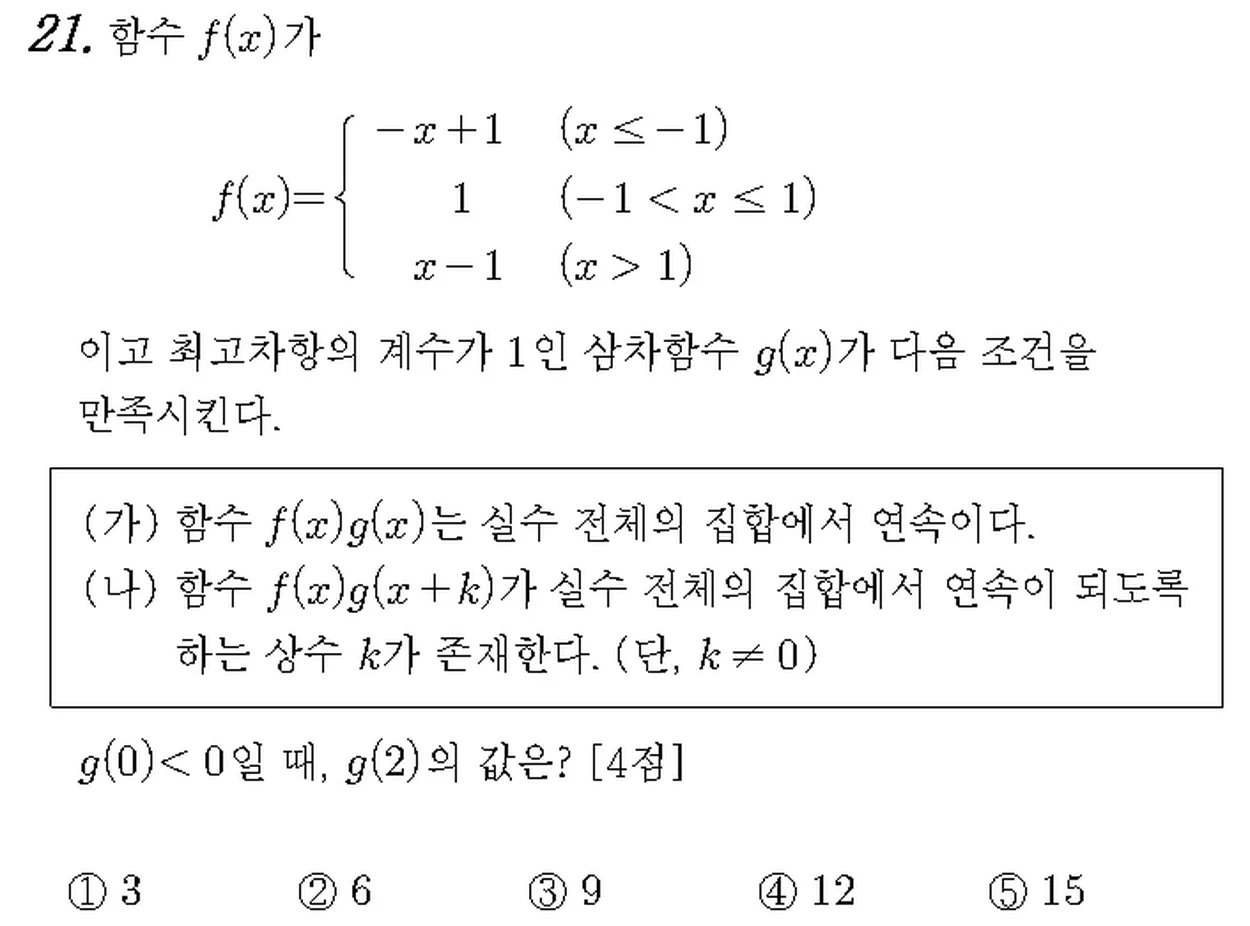 21. 함수 f(x)가
f(x)= { -x+1 (x ≤ -1)
1 (-1 < x ≤ 1)
x-1 (x > 1)
이고 최고차항의 계수가 1인 삼차함수 g(x)가 다음 조건을
만족시킨다.
(가) 함수 f(x)g(x)는 실수 전체의 집합에서 연속이다.
(나) 함수 f(x)g(x+k)가 실수 전체의 집합에서 연속이 되도록
하는 상수 k가 존재한다. (단, k ≠ 0)
g(0)< 0일 때, g(2)의 값은? [4점]
① 3 ② 6 ③ 9 ④ 12 ⑤ 15